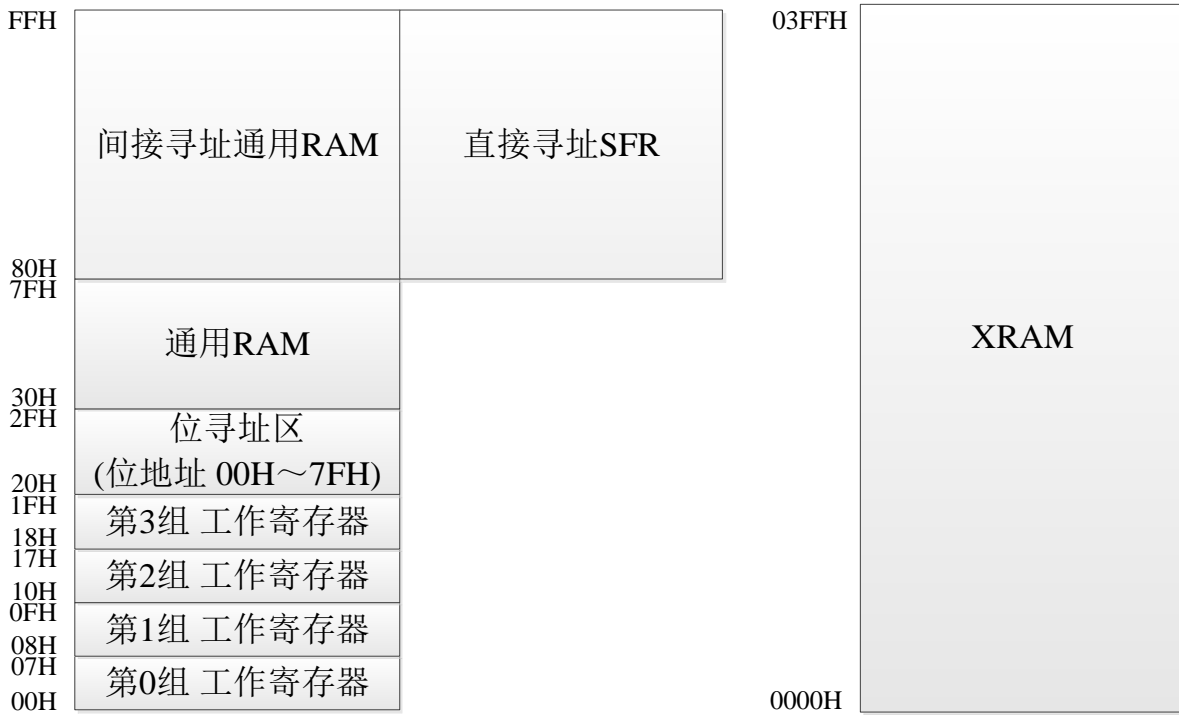 FFH
03FFH
间接寻址通用RAM
直接寻址SFR
80H
7FH
通用RAM
XRAM
30H
2FH
位寻址区
(位地址 00H~7FH)
20H
1FH
第3组 工作寄存器
18H
17H
第2组 工作寄存器
10H
0FH
第1组 工作寄存器
08H
07H
第0组 工作寄存器
00H
0000H